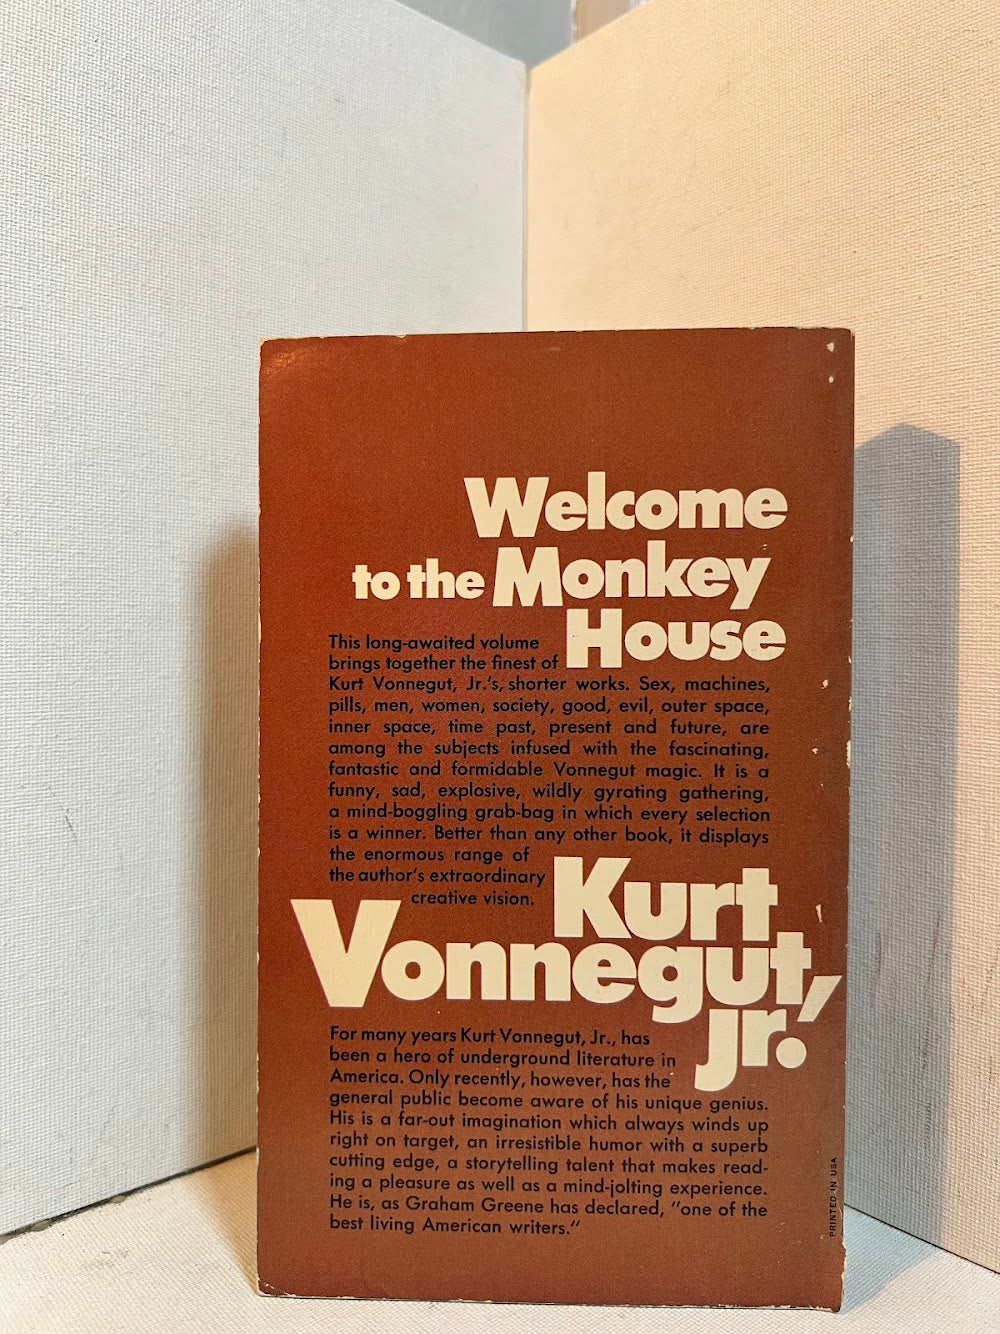 Welcome
to the Monkey
House
This long-awaited volume
brings together the finest of
Kurt Vonnegut, Jr.'s, shorter works. Sex, machines,
pills, men, women, society, good, evil, outer space,
inner space, time past, present and future, are
among the subjects infused with the fascinating,
fantastic and formidable Vonnegut magic. It is a
funny, sad, explosive, wildly gyrating gathering,
a mind-boggling grab-bag in which every selection
is a winner. Better than any other book, it displays
the enormous range of
the author's extraordinary
creative vision.
Kurt
Vonnegut,
jr.!
For many years Kurt Vonnegut, Jr., has
been a hero of underground literature in
America. Only recently, however, has the
general public become aware of his unique genius.
His is a far-out imagination which always winds up
right on target, an irresistible humor with a superb
cutting edge, a storytelling talent that makes read-
ing a pleasure as well as a mind-jolting experience.
He is, as Graham Greene has declared, "one of the
best living American writers."
PRINTED IN USA